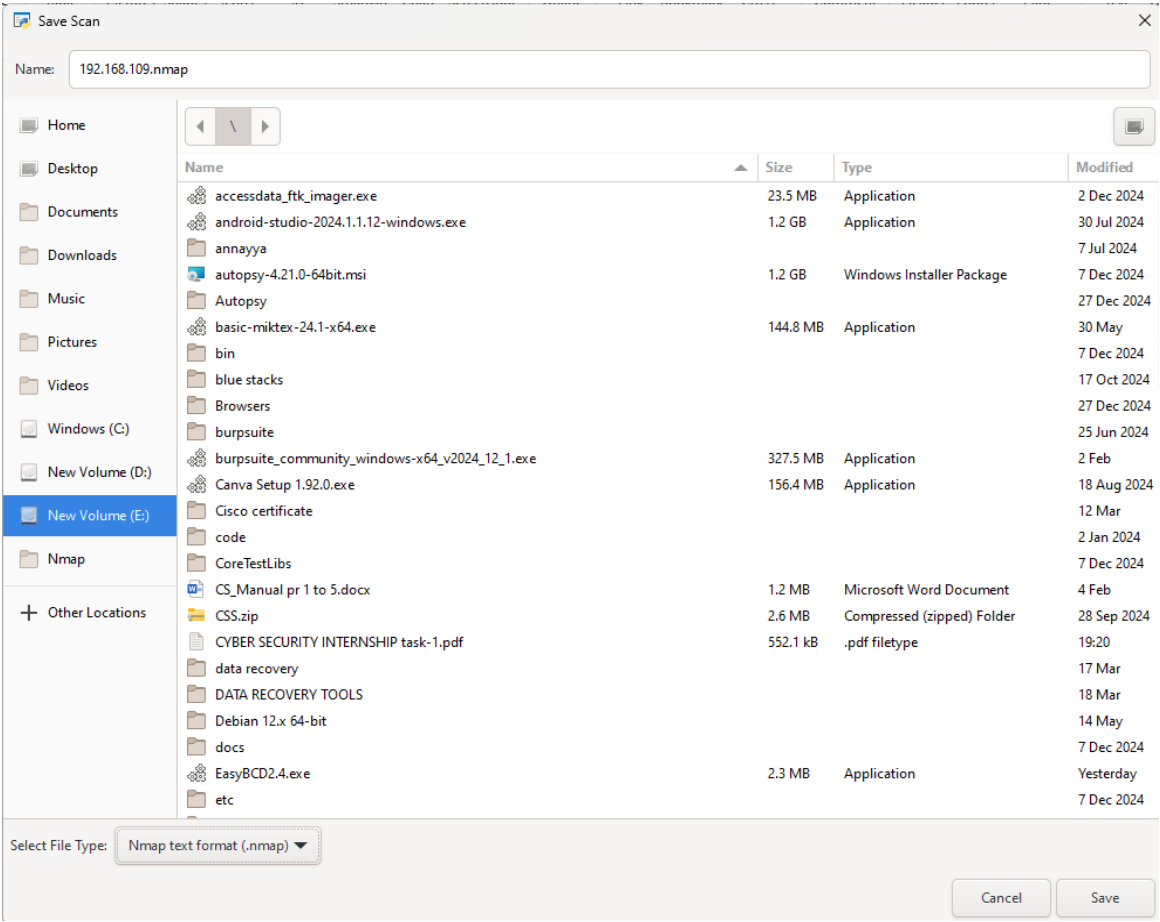 Save Scan
Name: 192.168.109.nmap
Home
Desktop
Documents
Downloads
Music
Pictures
Videos
Windows (C:)
New Volume (D:)
New Volume (E:)
Nmap
Other Locations
\
Name Size Type Modified
accessdata_ftk_imager.exe 23.5 MB Application 2 Dec 2024
android-studio-2024.1.1.12-windows.exe 1.2 GB Application 30 Jul 2024
annayya 7 Jul 2024
autopsy-4.21.0-64bit.msi 1.2 GB Windows Installer Package 7 Dec 2024
Autopsy 27 Dec 2024
basic-miktex-24.1-x64.exe 144.8 MB Application 30 May
bin 7 Dec 2024
blue stacks 17 Oct 2024
Browsers 27 Dec 2024
burpsuite 25 Jun 2024
burpsuite_community_windows-x64_v2024_12_1.exe 327.5 MB Application 2 Feb
Canva Setup 1.92.0.exe 156.4 MB Application 18 Aug 2024
Cisco certificate 12 Mar
code 2 Jan 2024
CoreTestLibs 7 Dec 2024
CS_Manual pr 1 to 5.docx 1.2 MB Microsoft Word Document 4 Feb
CSS.zip 2.6 MB Compressed (zipped) Folder 28 Sep 2024
CYBER SECURITY INTERNSHIP task-1.pdf 552.1 kB .pdf filetype 19:20
data recovery 17 Mar
DATA RECOVERY TOOLS 18 Mar
Debian 12.x 64-bit 14 May
docs 7 Dec 2024
EasyBCD2.4.exe 2.3 MB Application Yesterday
etc 7 Dec 2024
Select File Type: Nmap text format (.nmap)
Cancel Save